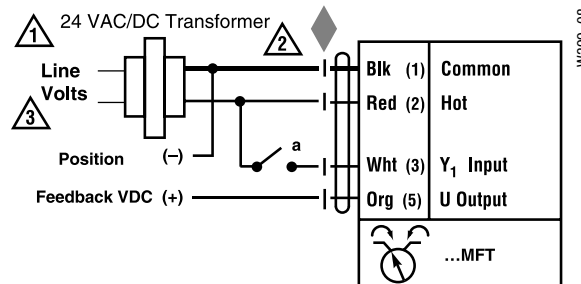 1 24 VAC/DC Transformer
2
Line
Volts
3
Blk (1) Common
Red (2) Hot
a
Position (–)
Wht (3) Y1 Input
Feedback VDC (+)
Org (5) U Output
...MFT